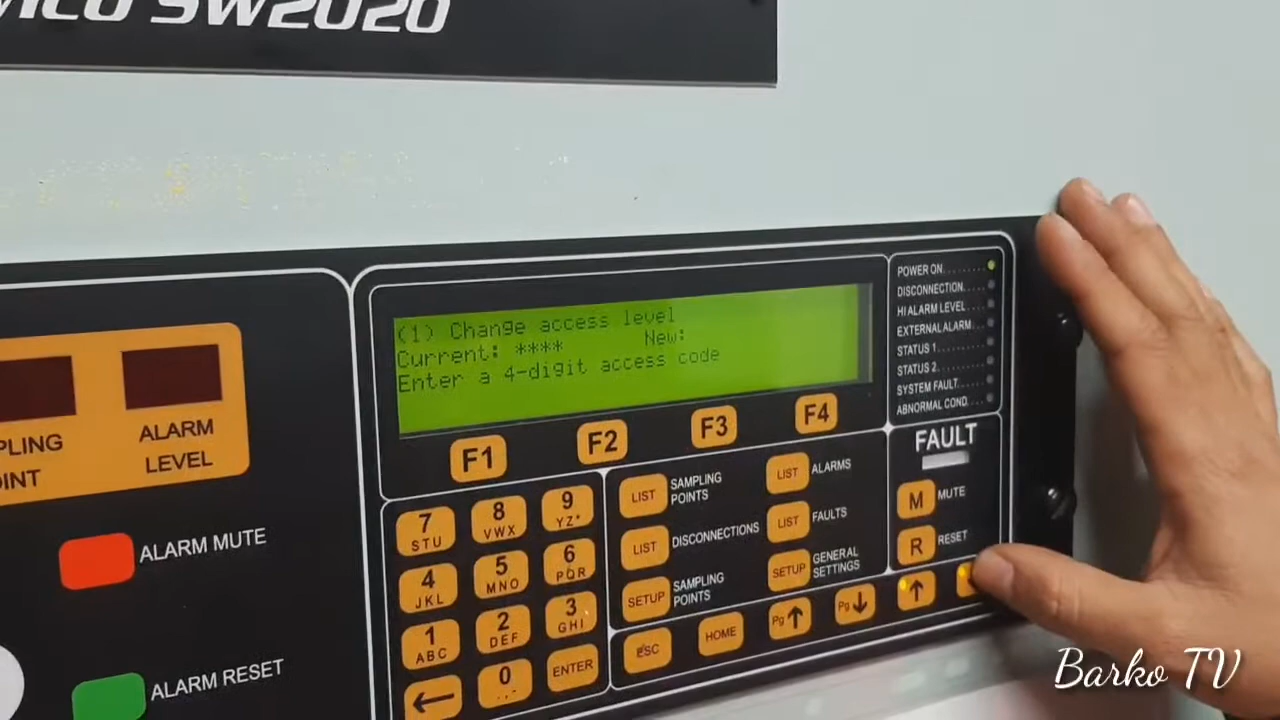 SW2020
(1) Change access level
Current: **** New:
Enter a 4-digit access code
F1 F2 F3 F4
POWER ON
DISCONNECTION
HI ALARM LEVEL
EXTERNAL ALARM
STATUS 1
STATUS 2
SYSTEM FAULT
ABNORMAL COND.
FAULT
M MUTE
R RESET
ALARM
LEVEL
ALARM MUTE
ALARM RESET
7 STU
8 VWX
9 YZ*
4 JKL
5 MNO
6 PQR
1 ABC
2 DEF
3 GHI
0
ENTER
LIST SAMPLING POINTS
LIST ALARMS
LIST DISCONNECTIONS
LIST FAULTS
SETUP SAMPLING POINTS
SETUP GENERAL SETTINGS
ESC
HOME
Pg↑
Pg↓
Barko TV